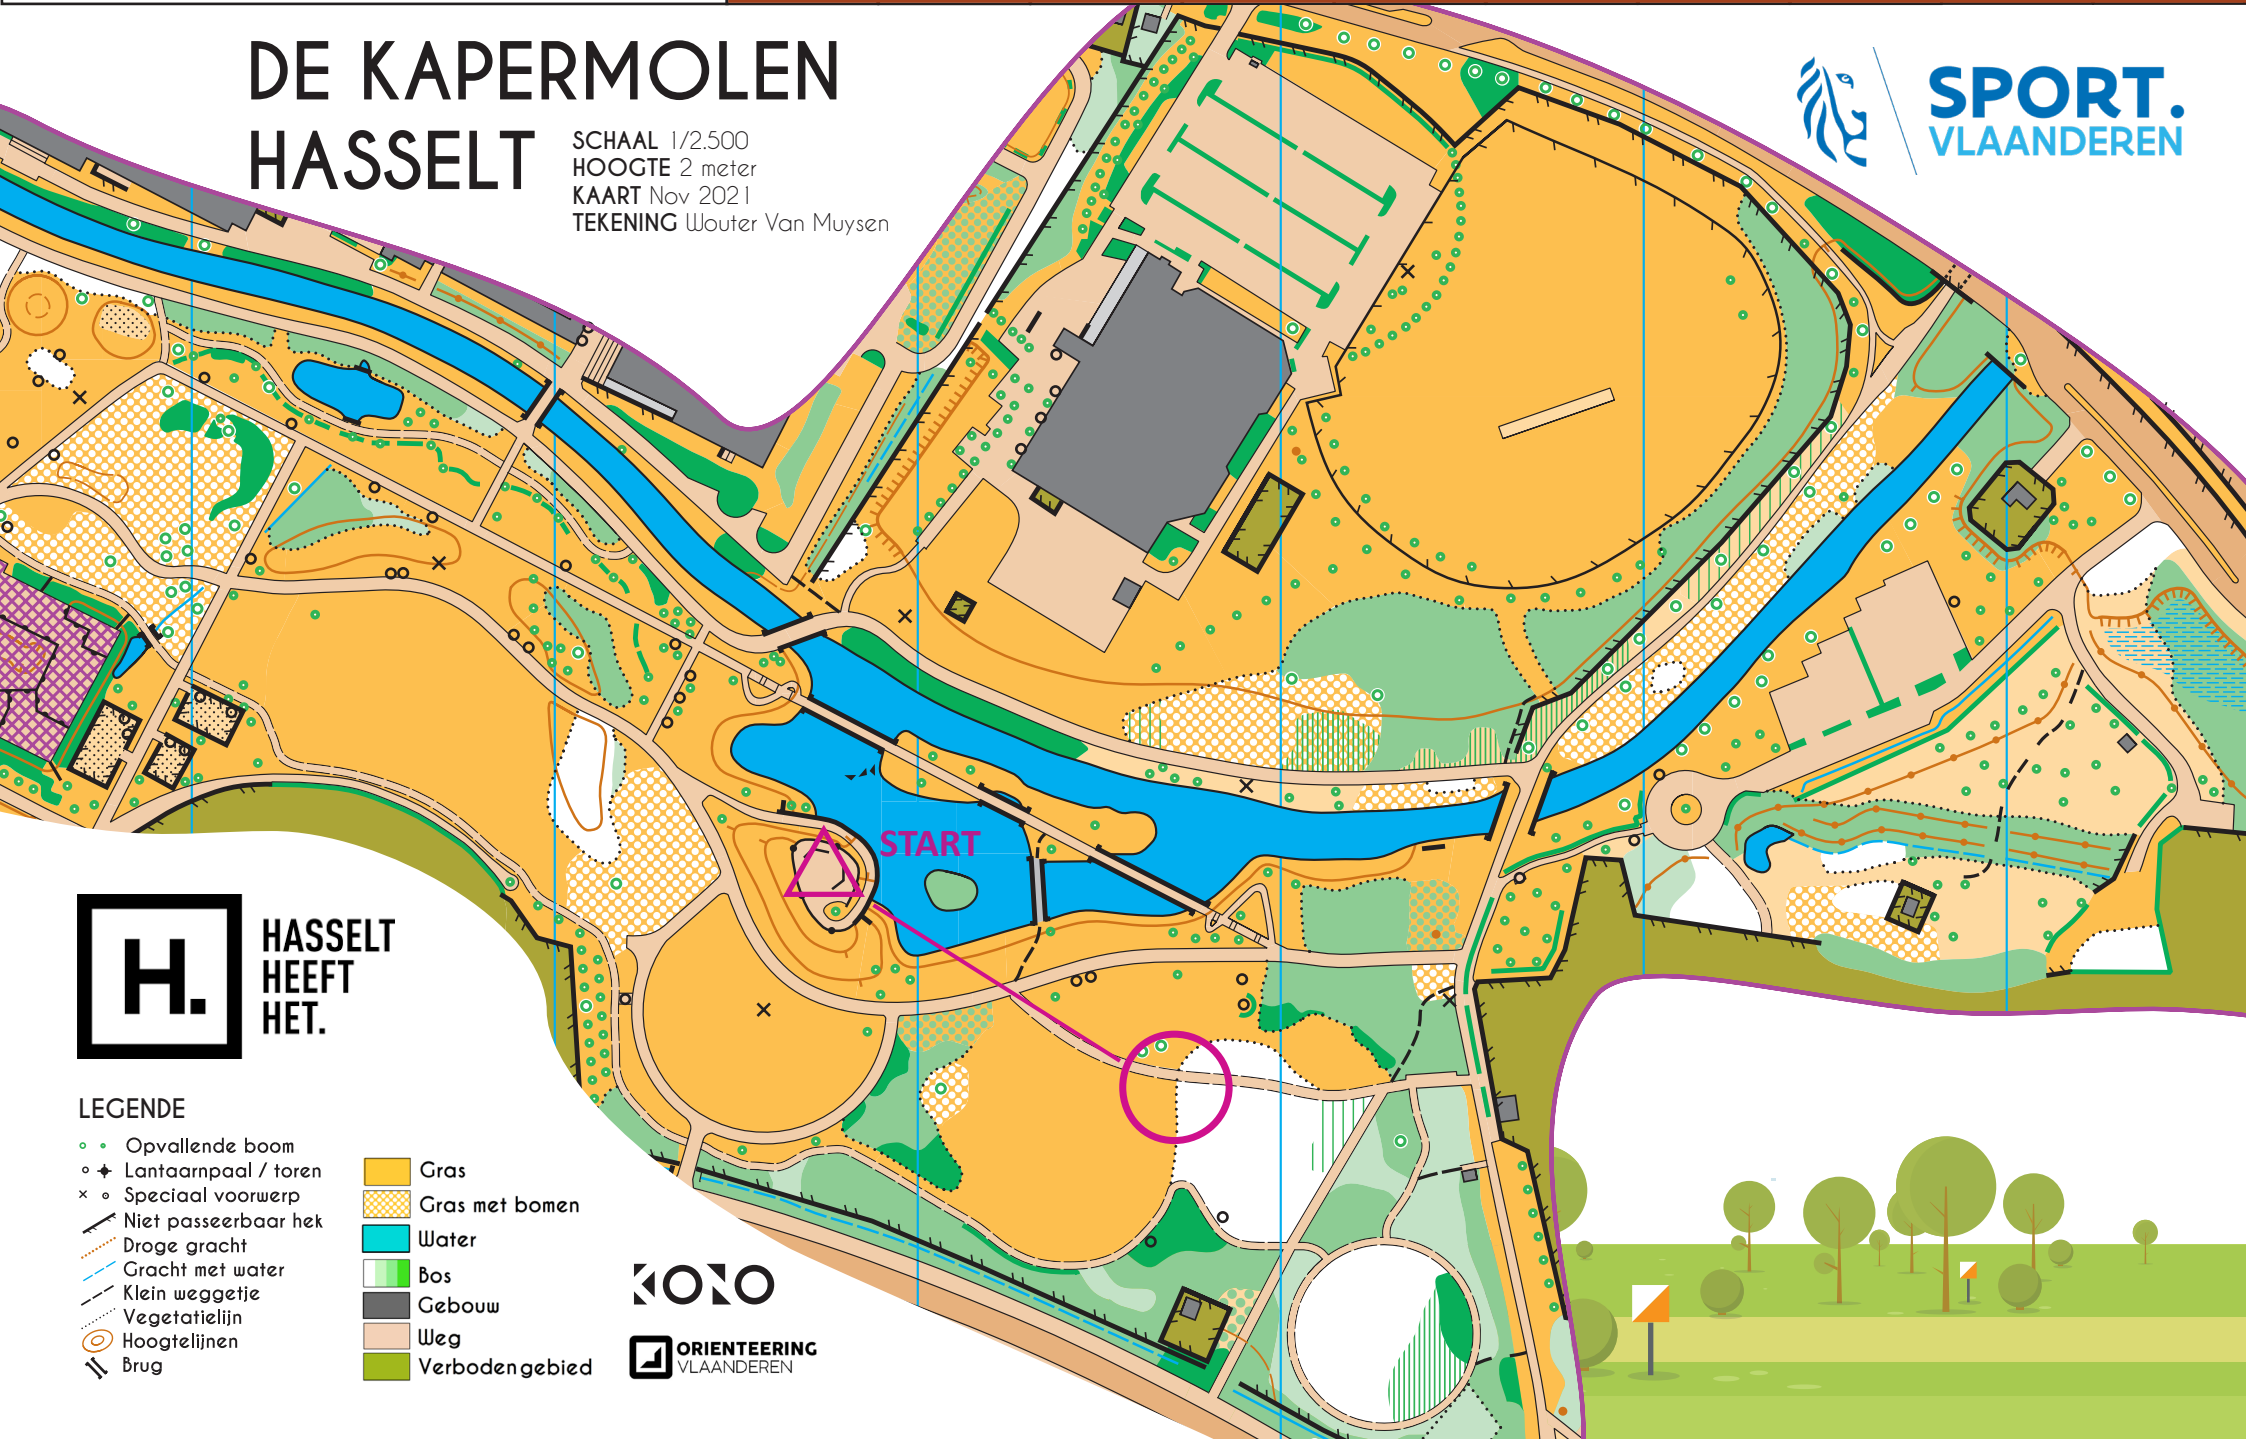 DE KAPERMOLEN
HASSELT
SCHAAL 1/2.500
HOOGTE 2 meter
KAART Nov 2021
TEKENING Wouter Van Muysen
SPORT.
VLAANDEREN
START
H.
HASSELT
HEEFT
HET.
LEGENDE
Opvallende boom
Lantaarnpaal / toren
Speciaal voorwerp
Niet passeerbaar hek
Droge gracht
Gracht met water
Klein weggetje
Vegetatielijn
Hoogtelijnen
Brug
Gras
Gras met bomen
Water
Bos
Gebouw
Weg
Verboden gebied
KONO
ORIENTEERING
VLAANDEREN